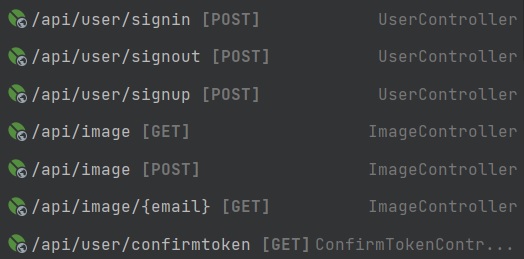 /api/user/signin [POST] UserController
/api/user/signout [POST] UserController
/api/user/signup [POST] UserController
/api/image [GET] ImageController
/api/image [POST] ImageController
/api/image/{email} [GET] ImageController
/api/user/confirmtoken [GET] ConfirmTokenContr...